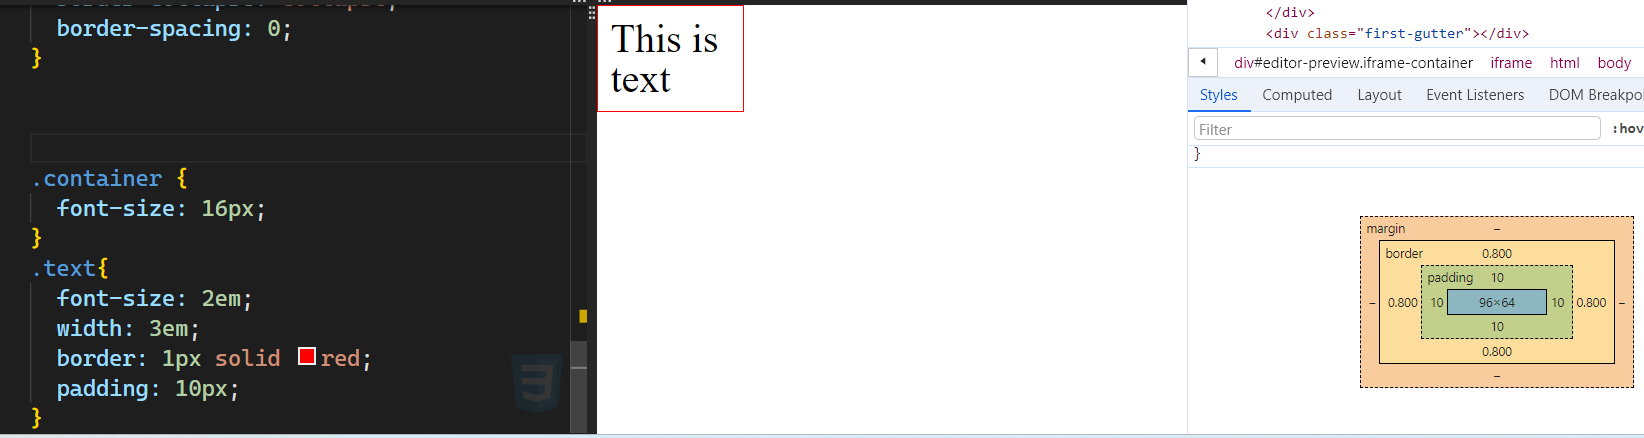 border-spacing: 0;
}
.container {
font-size: 16px;
}
.text{
font-size: 2em;
width: 3em;
border: 1px solid red;
padding: 10px;
}
This is
text
</div>
<div class="first-gutter"></div>
div#editor-preview.iframe-container iframe html body
Styles Computed Layout Event Listeners DOM Breakpoi
Filter :hov
}
margin –
border 0.800
padding 10
– 0.800 10 96×64 10 0.800 –
10
0.800
–